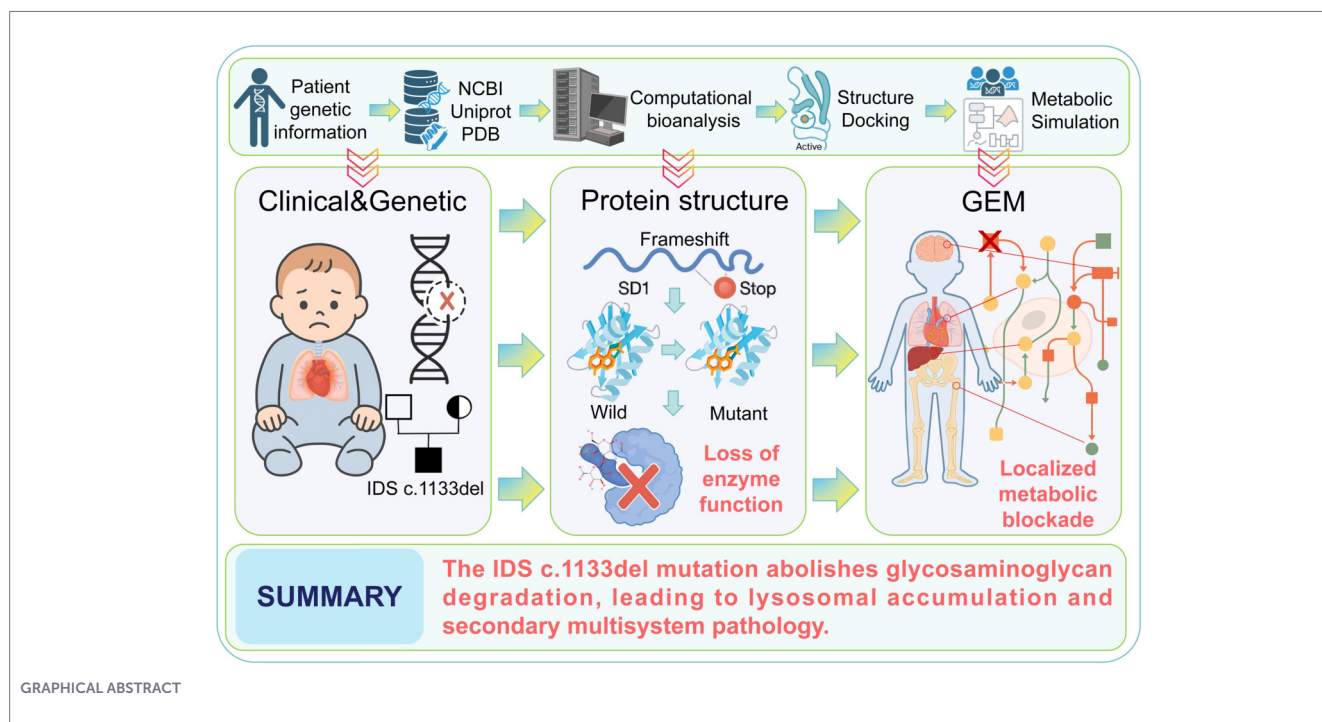 Patient
genetic
information
NCBI
Uniprot
PDB
Computational
bioanalysis
Active
Structure
Docking
Metabolic
Simulation
Clinical&Genetic
X
IDS c.1133del
Protein structure
Frameshift
SD1
Stop
Wild
Mutant
Loss of
enzyme
function
GEM
Localized
metabolic
blockade
SUMMARY
The IDS c.1133del mutation abolishes glycosaminoglycan
degradation, leading to lysosomal accumulation and
secondary multisystem pathology.
GRAPHICAL ABSTRACT